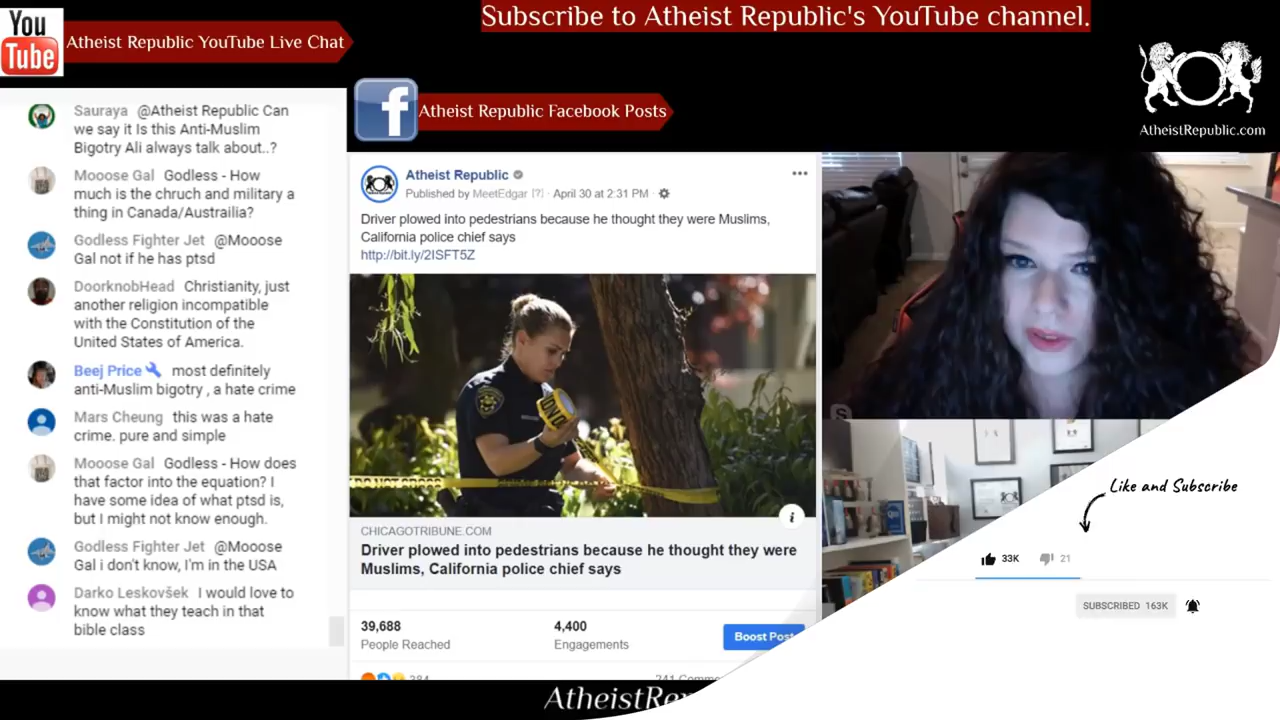 You
Tube
Atheist Republic YouTube Live Chat
Subscribe to Atheist Republic's YouTube channel.
AtheistRepublic.com
f
Atheist Republic Facebook Posts
Sauraya @Atheist Republic Can
we say it Is this Anti-Muslim
Bigotry Ali always talk about..?
Mooose Gal Godless - How
much is the chruch and military a
thing in Canada/Austrailia?
Godless Fighter Jet @Mooose
Gal not if he has ptsd
DoorknobHead Christianity, just
another religion incompatible
with the Constitution of the
United States of America.
Beej Price most definitely
anti-Muslim bigotry , a hate crime
Mars Cheung this was a hate
crime. pure and simple
Mooose Gal Godless - How does
that factor into the equation? I
have some idea of what ptsd is,
but I might not know enough.
Godless Fighter Jet @Mooose
Gal i don't know, I'm in the USA
Darko Leskovšek I would love to
know what they teach in that
bible class
Atheist Republic
Published by MeetEdgar [?] · April 30 at 2:31 PM ·
Driver plowed into pedestrians because he thought they were Muslims,
California police chief says
http://bit.ly/2ISFT5Z
CHICAGOTRIBUNE.COM
Driver plowed into pedestrians because he thought they were
Muslims, California police chief says
39,688
People Reached
4,400
Engagements
Boost Post
Like and Subscribe
33K
21
SUBSCRIBED 163K
AtheistRep